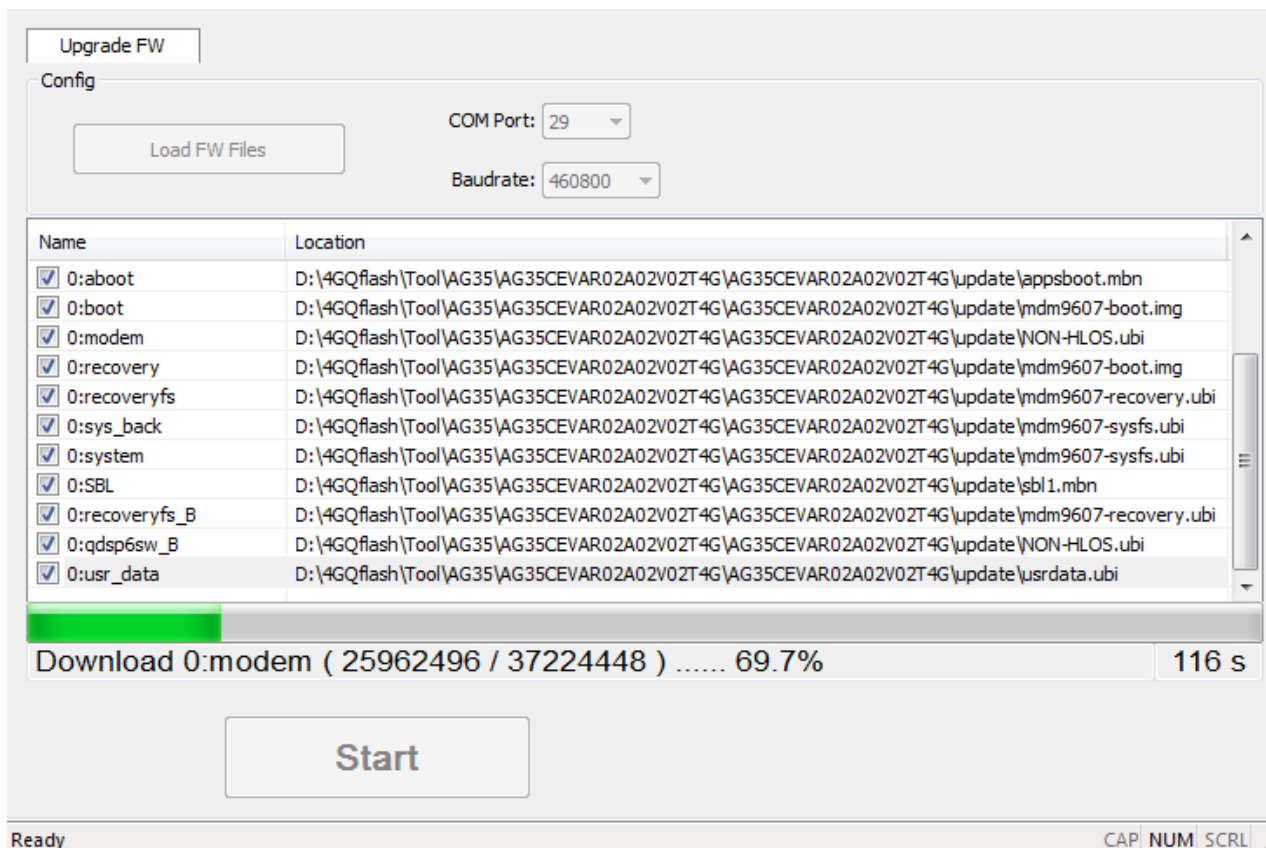 Upgrade FW
Config
Load FW Files
COM Port: 29
Baudrate: 460800
Name Location
0:aboot D:\4GQflash\Tool\AG35\AG35CEVAR02A02V02T4G\AG35CEVAR02A02V02T4G\update\appsboot.mbn
0:boot D:\4GQflash\Tool\AG35\AG35CEVAR02A02V02T4G\AG35CEVAR02A02V02T4G\update\mdm9607-boot.img
0:modem D:\4GQflash\Tool\AG35\AG35CEVAR02A02V02T4G\AG35CEVAR02A02V02T4G\update\NON-HLOS.ubi
0:recovery D:\4GQflash\Tool\AG35\AG35CEVAR02A02V02T4G\AG35CEVAR02A02V02T4G\update\mdm9607-boot.img
0:recoveryfs D:\4GQflash\Tool\AG35\AG35CEVAR02A02V02T4G\AG35CEVAR02A02V02T4G\update\mdm9607-recovery.ubi
0:sys_back D:\4GQflash\Tool\AG35\AG35CEVAR02A02V02T4G\AG35CEVAR02A02V02T4G\update\mdm9607-sysfs.ubi
0:system D:\4GQflash\Tool\AG35\AG35CEVAR02A02V02T4G\AG35CEVAR02A02V02T4G\update\mdm9607-sysfs.ubi
0:SBL D:\4GQflash\Tool\AG35\AG35CEVAR02A02V02T4G\AG35CEVAR02A02V02T4G\update\sbl1.mbn
0:recoveryfs_B D:\4GQflash\Tool\AG35\AG35CEVAR02A02V02T4G\AG35CEVAR02A02V02T4G\update\mdm9607-recovery.ubi
0:qdsp6sw_B D:\4GQflash\Tool\AG35\AG35CEVAR02A02V02T4G\AG35CEVAR02A02V02T4G\update\NON-HLOS.ubi
0:usr_data D:\4GQflash\Tool\AG35\AG35CEVAR02A02V02T4G\AG35CEVAR02A02V02T4G\update\usrdata.ubi
Download 0:modem ( 25962496 / 37224448 ) ...... 69.7% 116 s
Start
Ready CAP NUM SCRL